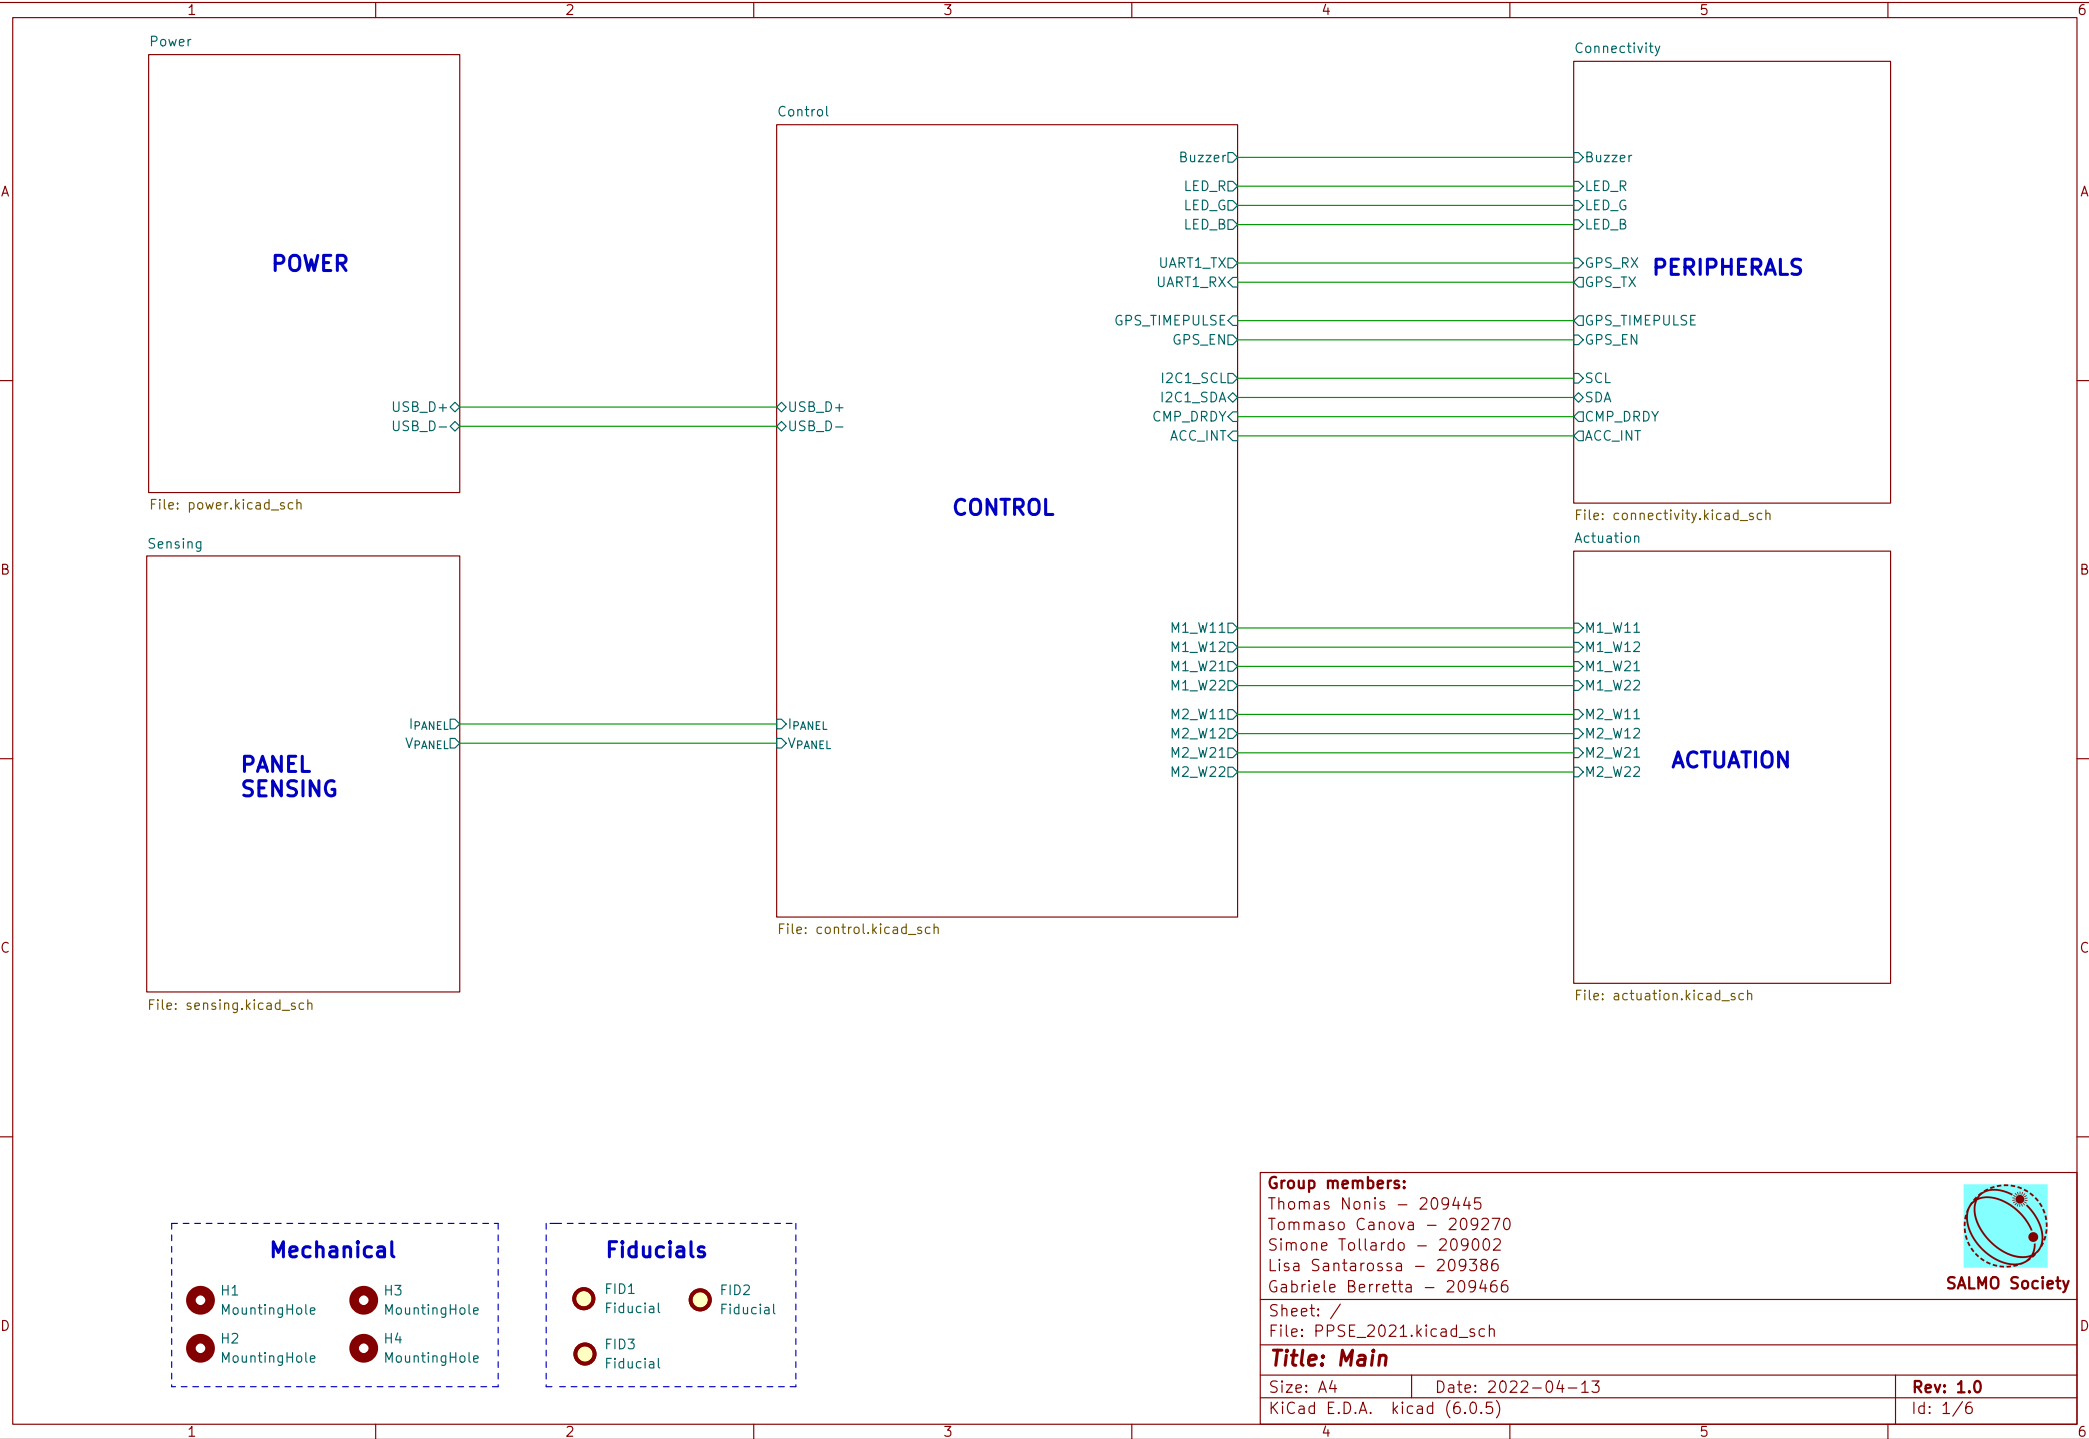 1 2 3 4 5 6
A A
B B
C C
D D
Power
POWER
USB_D+
USB_D-
File: power.kicad_sch
Sensing
PANEL
SENSING
IPANEL
VPANEL
File: sensing.kicad_sch
Control
CONTROL
USB_D+
USB_D-
IPANEL
VPANEL
Buzzer
LED_R
LED_G
LED_B
UART1_TX
UART1_RX
GPS_TIMEPULSE
GPS_EN
I2C1_SCL
I2C1_SDA
CMP_DRDY
ACC_INT
M1_W11
M1_W12
M1_W21
M1_W22
M2_W11
M2_W12
M2_W21
M2_W22
File: control.kicad_sch
Connectivity
Buzzer
LED_R
LED_G
LED_B
GPS_RX
GPS_TX
PERIPHERALS
GPS_TIMEPULSE
GPS_EN
SCL
SDA
CMP_DRDY
ACC_INT
File: connectivity.kicad_sch
Actuation
M1_W11
M1_W12
M1_W21
M1_W22
M2_W11
M2_W12
M2_W21
M2_W22
ACTUATION
File: actuation.kicad_sch
Mechanical
H1
MountingHole
H3
MountingHole
H2
MountingHole
H4
MountingHole
Fiducials
FID1
Fiducial
FID2
Fiducial
FID3
Fiducial
Group members:
Thomas Nonis - 209445
Tommaso Canova - 209270
Simone Tollardo - 209002
Lisa Santarossa - 209386
Gabriele Berretta - 209466
SALMO Society
Sheet: /
File: PPSE_2021.kicad_sch
Title: Main
Size: A4 Date: 2022-04-13 Rev: 1.0
KiCad E.D.A. kicad (6.0.5) Id: 1/6
1 2 3 4 5 6